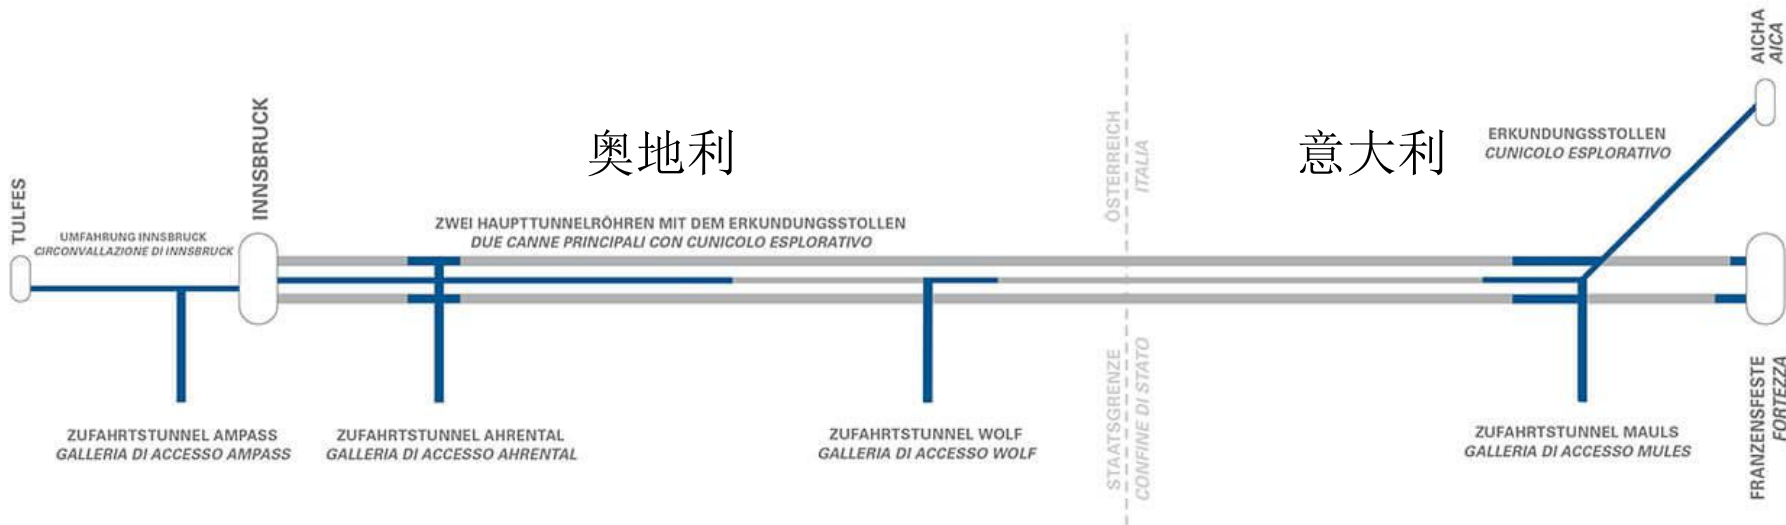 TULFES
UMFAHRUNG INNSBRUCK
CIRCONVALLAZIONE DI INNSBRUCK
INNSBRUCK
奥地利
ZWEI HAUPTTUNNELRÖHREN MIT DEM ERKUNDUNGSSTOLLEN
DUE CANNE PRINCIPALI CON CUNICOLO ESPLORATIVO
ÖSTERREICH
ITALIA
意大利
ERKUNDUNGSSTOLLEN
CUNICOLO ESPLORATIVO
AICHA
AICA
ZUFAHRTSTUNNEL AMPASS
GALLERIA DI ACCESSO AMPASS
ZUFAHRTSTUNNEL AHRENTAL
GALLERIA DI ACCESSO AHRENTAL
ZUFAHRTSTUNNEL WOLF
GALLERIA DI ACCESSO WOLF
STAATSGRENZE
CONFINE DI STATO
ZUFAHRTSTUNNEL MAULS
GALLERIA DI ACCESSO MULES
FRANZENSFESTE
FORTEZZA